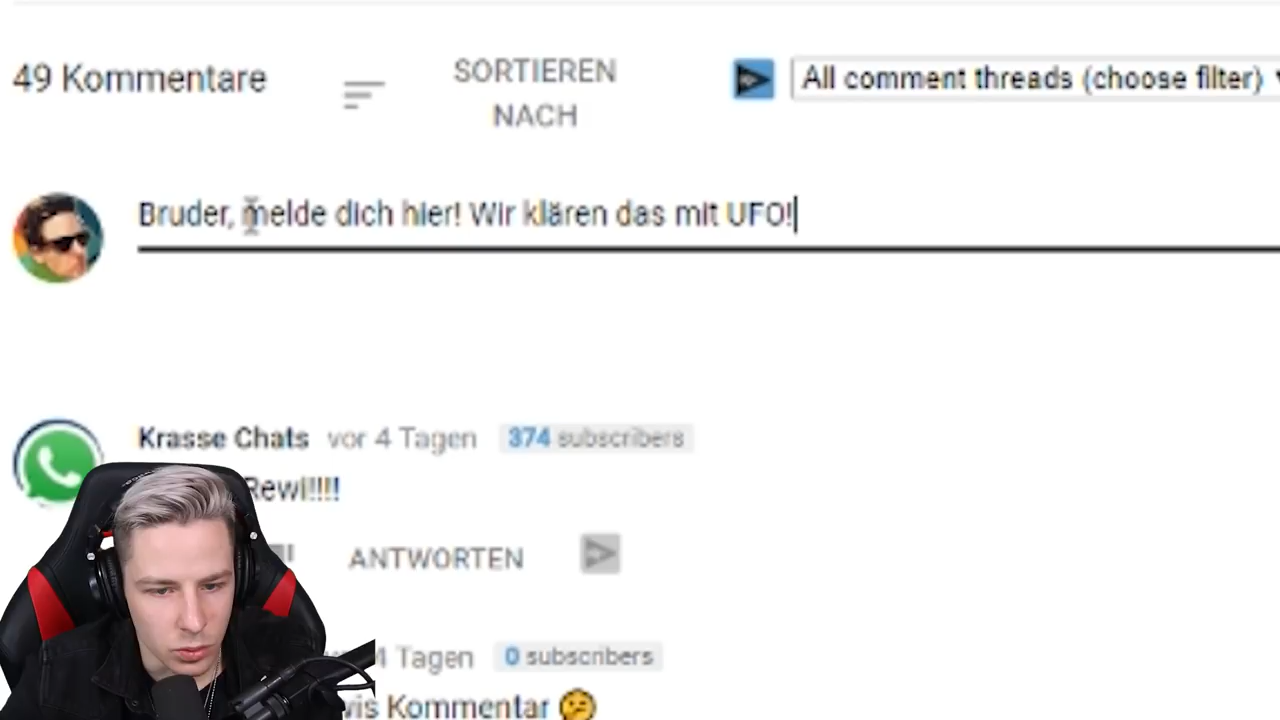 49 Kommentare
SORTIEREN
NACH
All comment threads (choose filter)
Bruder, melde dich hier! Wir klären das mit UFO!
Krasse Chats vor 4 Tagen 374 subscribers
Rewi!!!!
ANTWORTEN
4 Tagen 0 subscribers
Kommentar 🤔